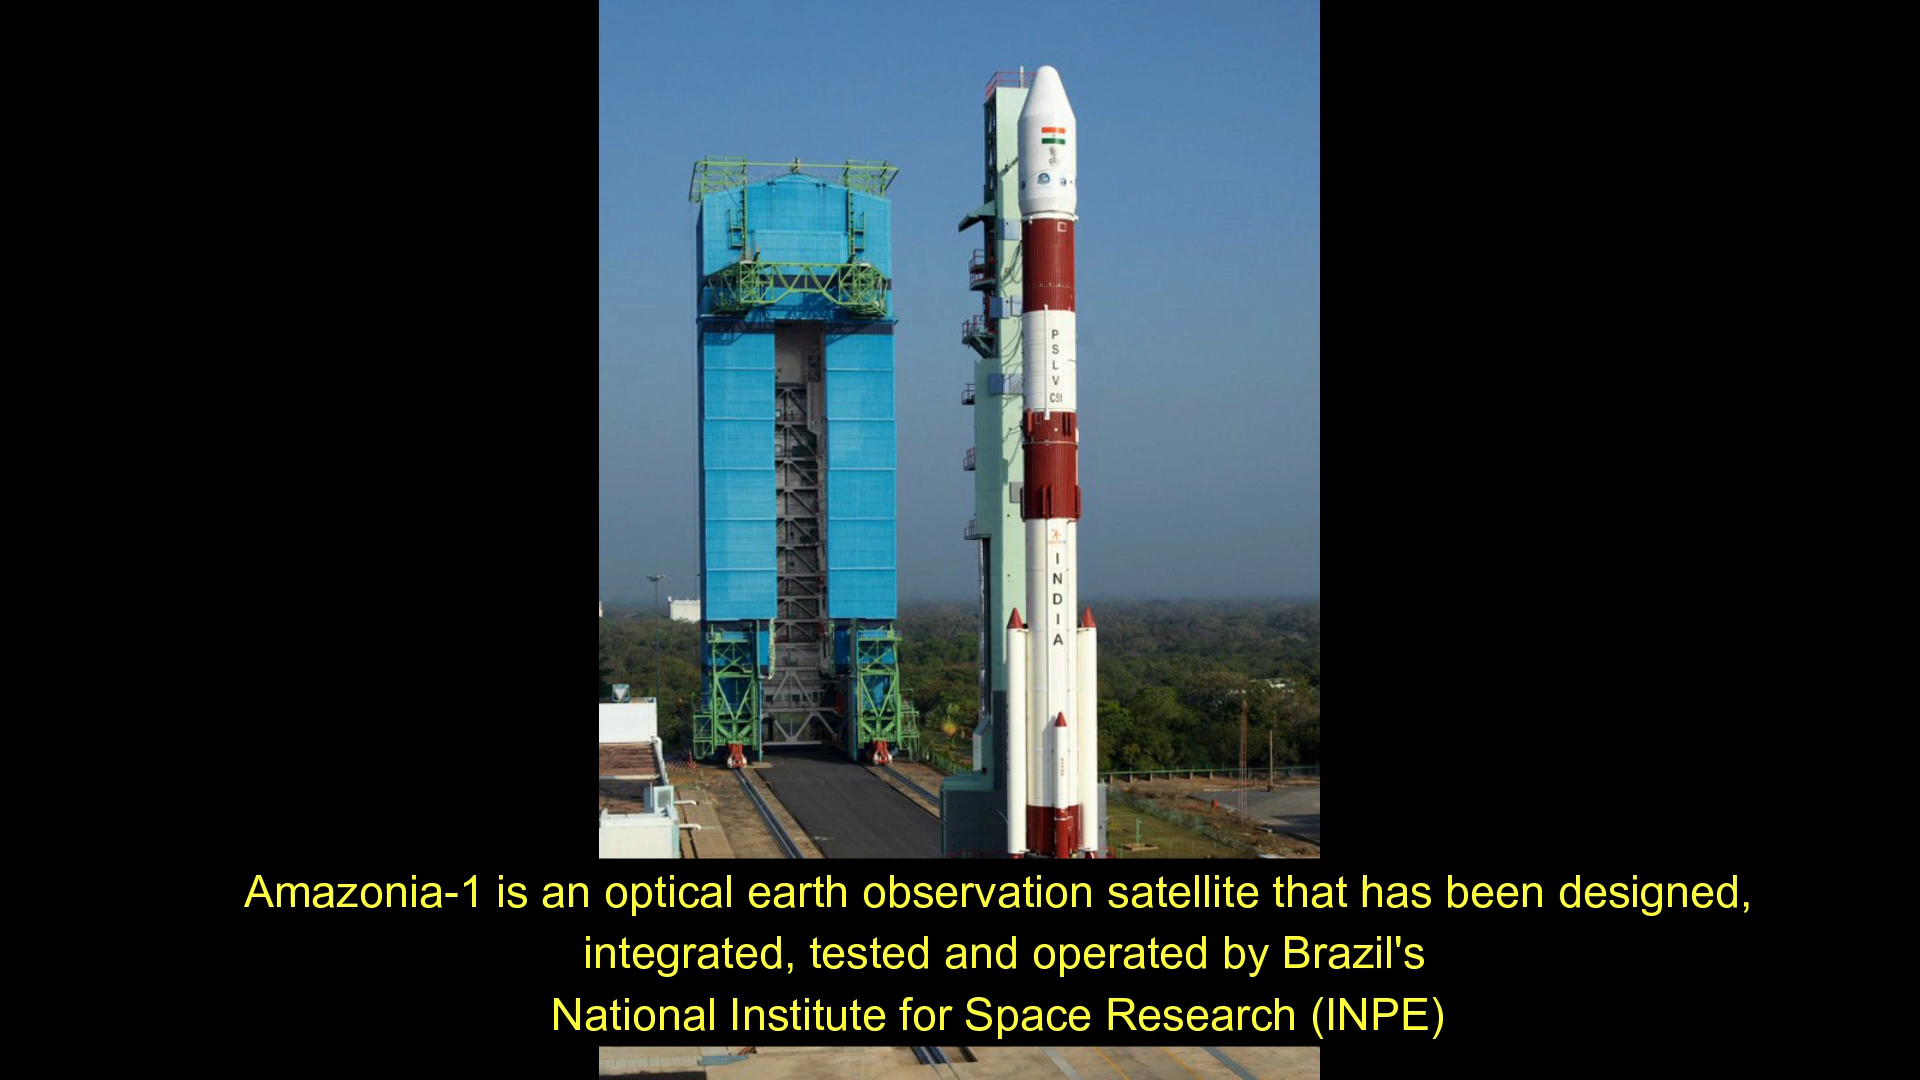 PSLV
C51
INDIA
Amazonia-1 is an optical earth observation satellite that has been designed,
integrated, tested and operated by Brazil's
National Institute for Space Research (INPE)